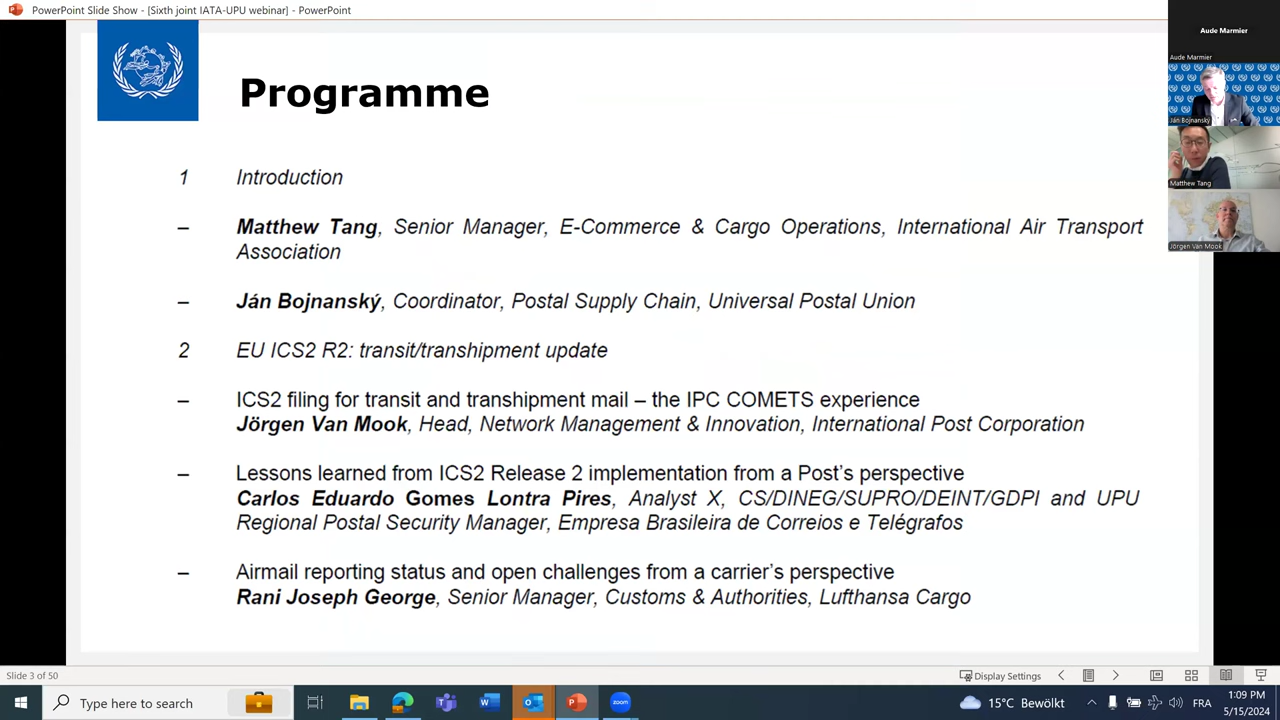 PowerPoint Slide Show - [Sixth joint IATA-UPU webinar] - PowerPoint
Aude Marmier
Aude Marmier
Ján Bojnanský
Matthew Tang
Jörgen Van Mook
Programme
1 Introduction
– Matthew Tang, Senior Manager, E-Commerce & Cargo Operations, International Air Transport
Association
– Ján Bojnanský, Coordinator, Postal Supply Chain, Universal Postal Union
2 EU ICS2 R2: transit/transhipment update
– ICS2 filing for transit and transhipment mail – the IPC COMETS experience
Jörgen Van Mook, Head, Network Management & Innovation, International Post Corporation
– Lessons learned from ICS2 Release 2 implementation from a Post's perspective
Carlos Eduardo Gomes Lontra Pires, Analyst X, CS/DINEG/SUPRO/DEINT/GDPI and UPU
Regional Postal Security Manager, Empresa Brasileira de Correios e Telégrafos
– Airmail reporting status and open challenges from a carrier's perspective
Rani Joseph George, Senior Manager, Customs & Authorities, Lufthansa Cargo
Slide 3 of 50
Display Settings
Type here to search
zoom
15°C Bewölkt
FRA
1:09 PM
5/15/2024